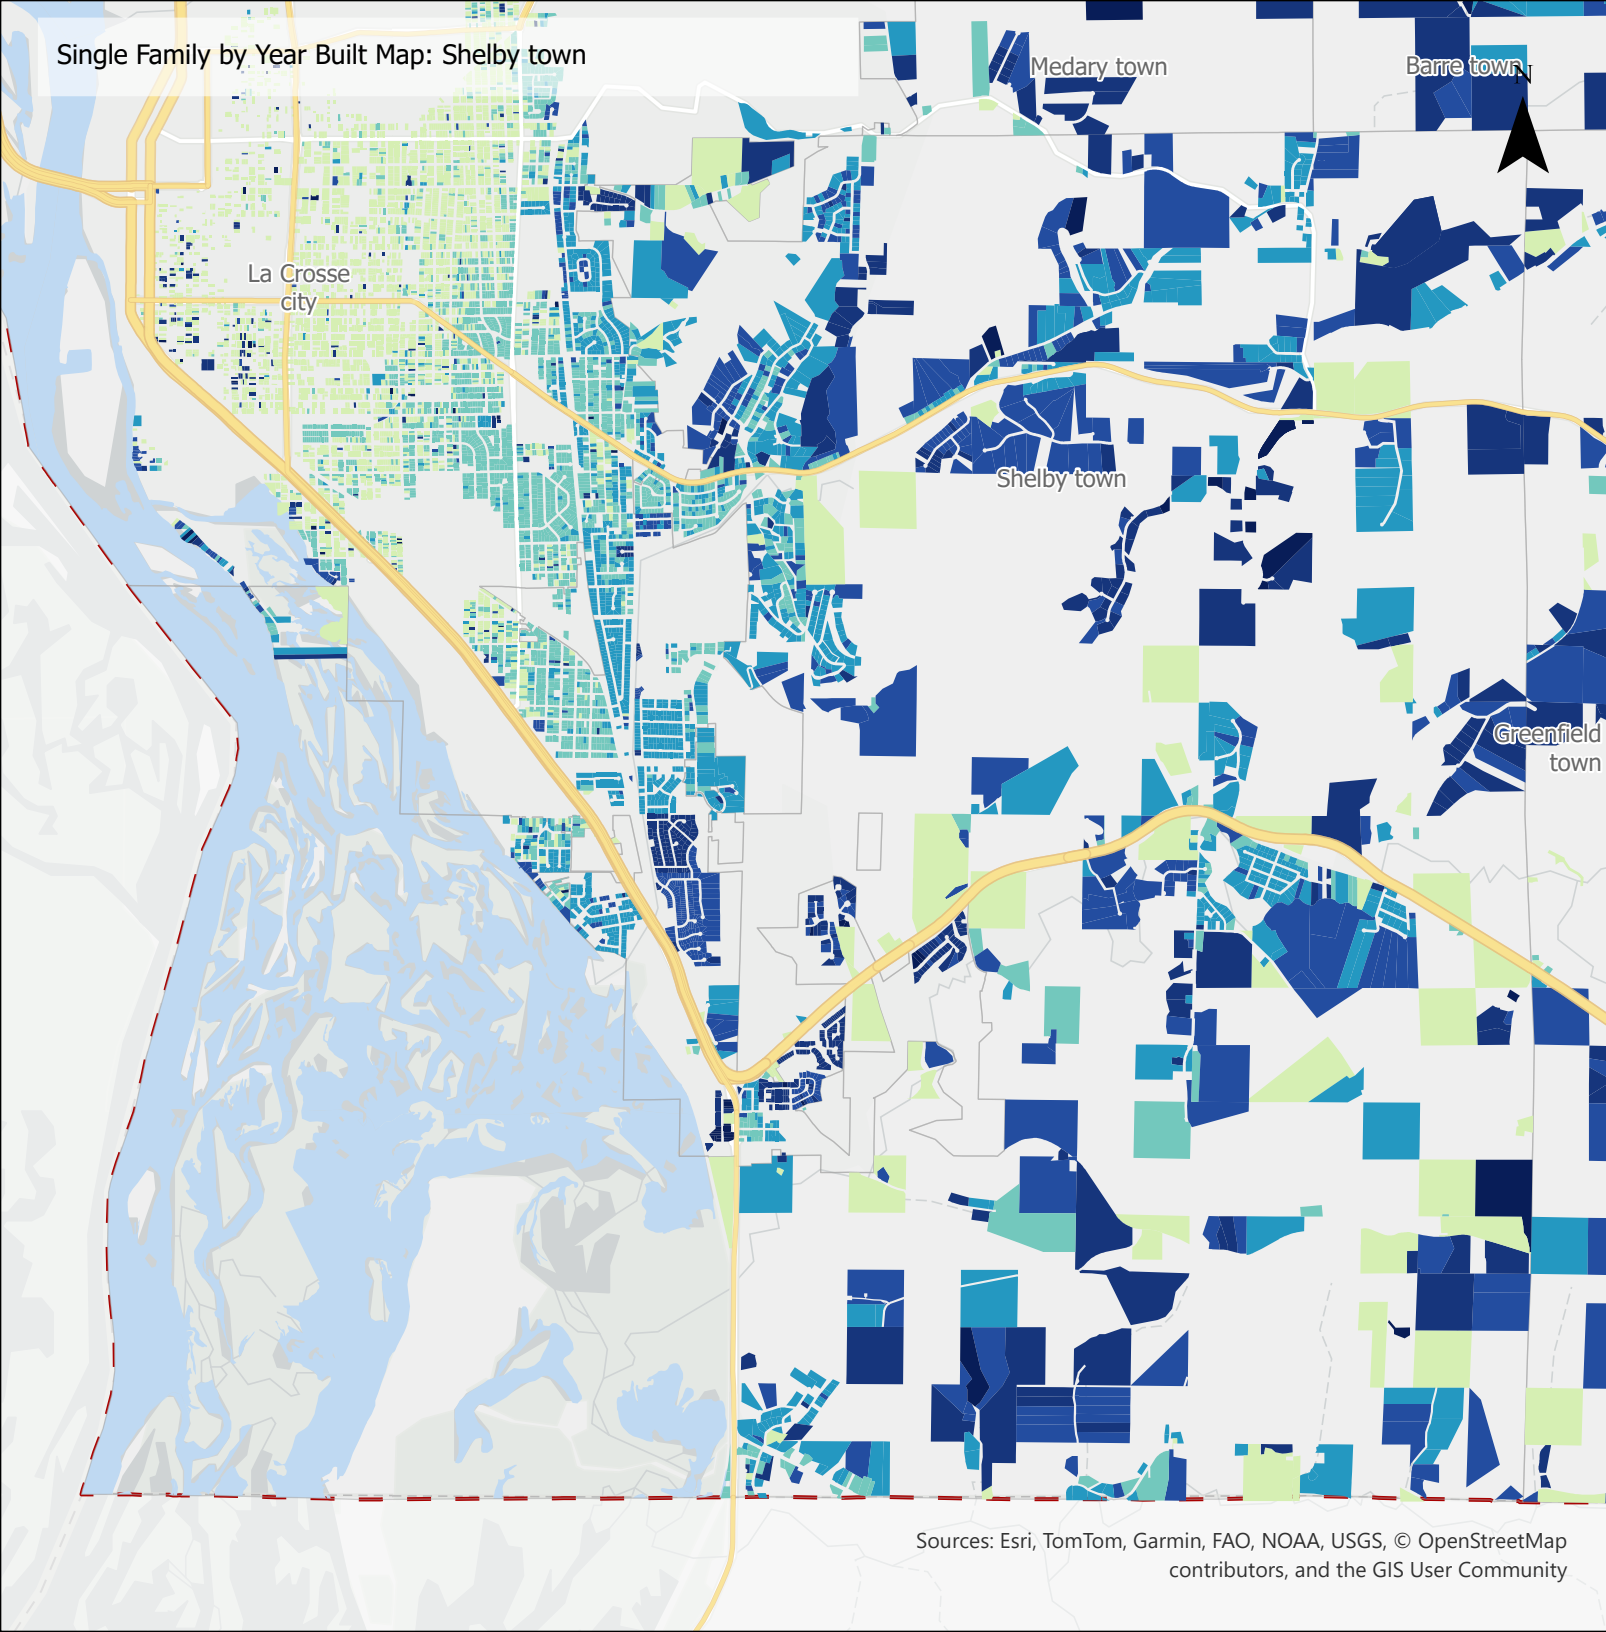 Single Family by Year Built Map: Shelby town
Medary town
Barre town
N
La Crosse
city
Shelby town
Greenfield
town
Sources: Esri, TomTom, Garmin, FAO, NOAA, USGS, © OpenStreetMap
contributors, and the GIS User Community